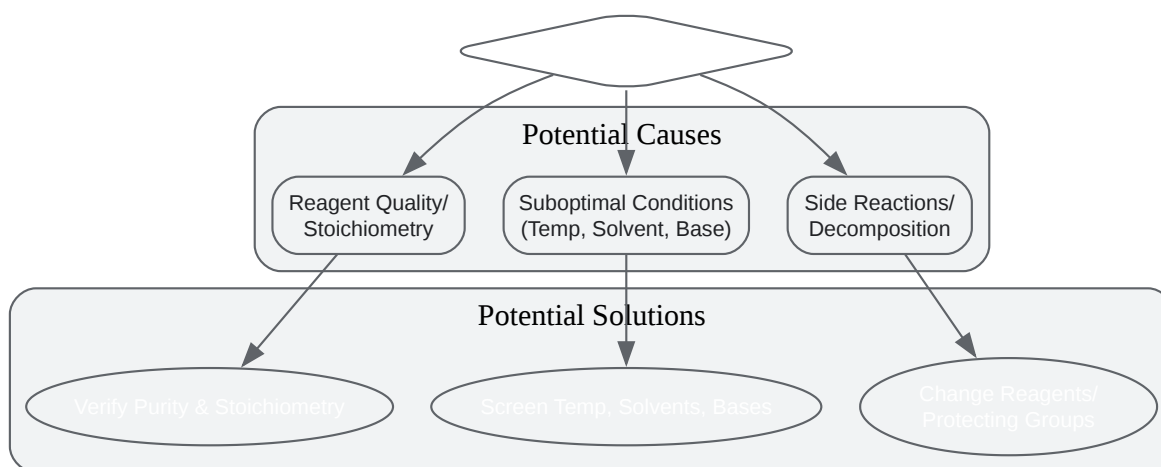 Potential Causes
Reagent Quality/
Stoichiometry
Suboptimal Conditions
(Temp, Solvent, Base)
Side Reactions/
Decomposition
Potential Solutions
Verify Purity & Stoichiometry
Screen Temp, Solvents, Bases
Change Reagents/
Protecting Groups